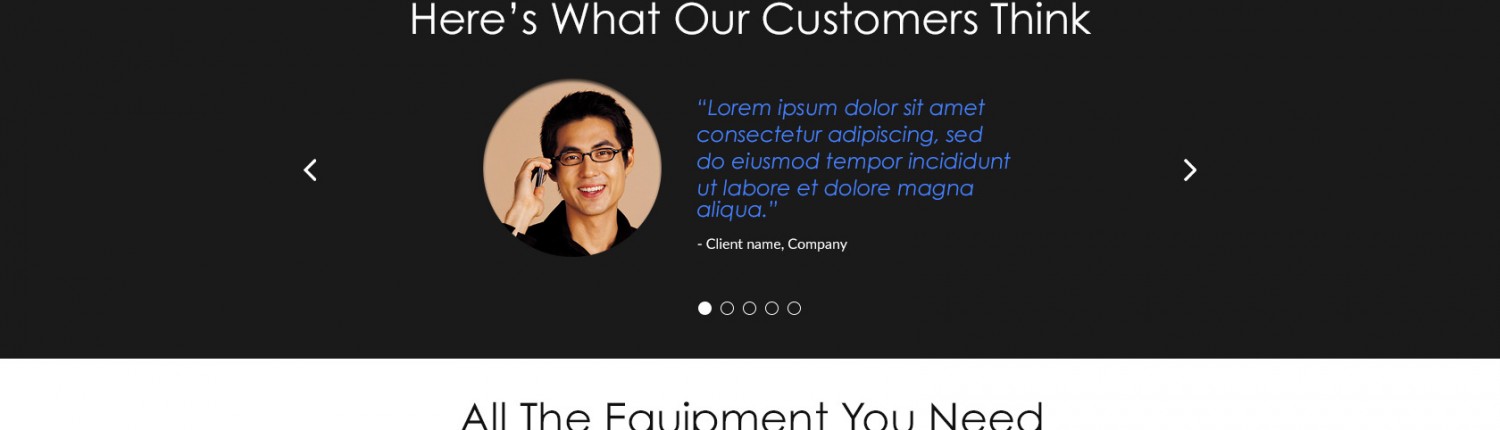 Here’s What Our Customers Think
“Lorem ipsum dolor sit amet
consectetur adipiscing, sed
do eiusmod tempor incididunt
ut labore et dolore magna
aliqua.”
- Client name, Company
All The Equipment You Need